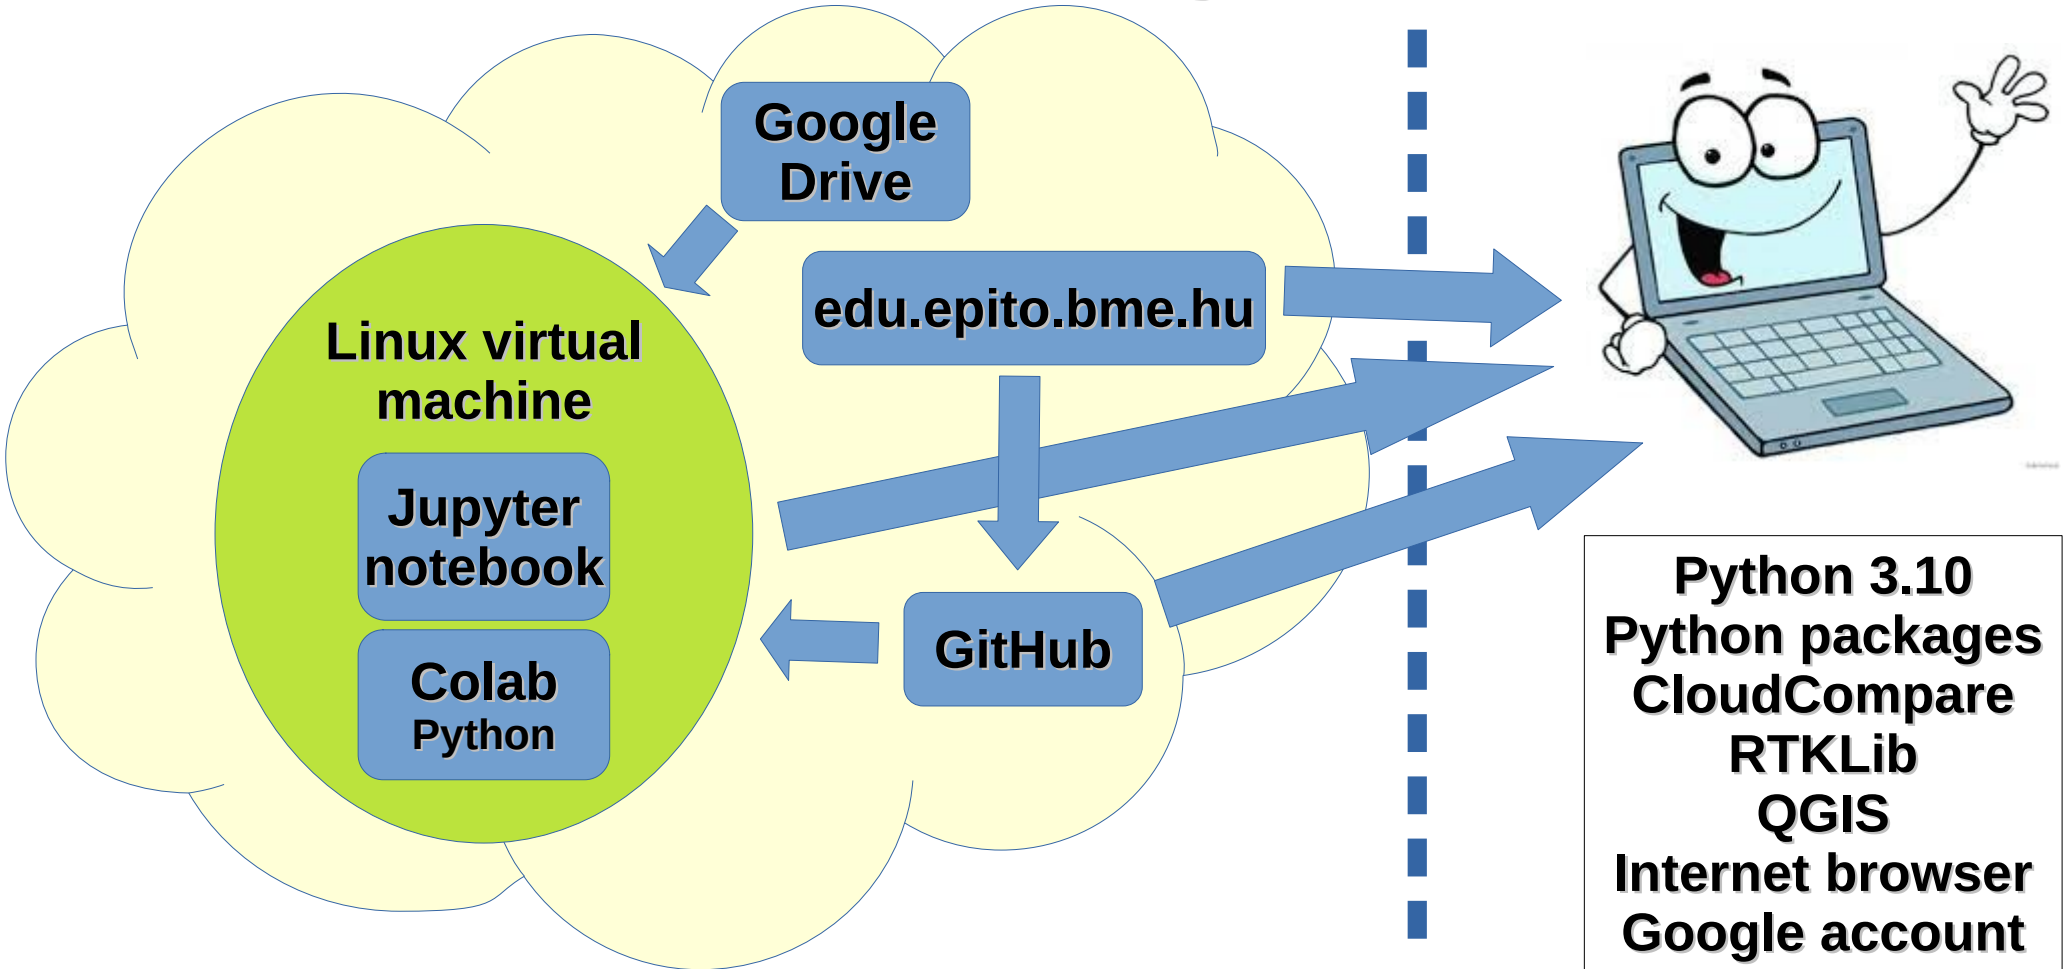 Google
Drive
edu.epito.bme.hu
Linux virtual
machine
Jupyter
notebook
Colab
Python
GitHub
Python 3.10
Python packages
CloudCompare
RTKLib
QGIS
Internet browser
Google account